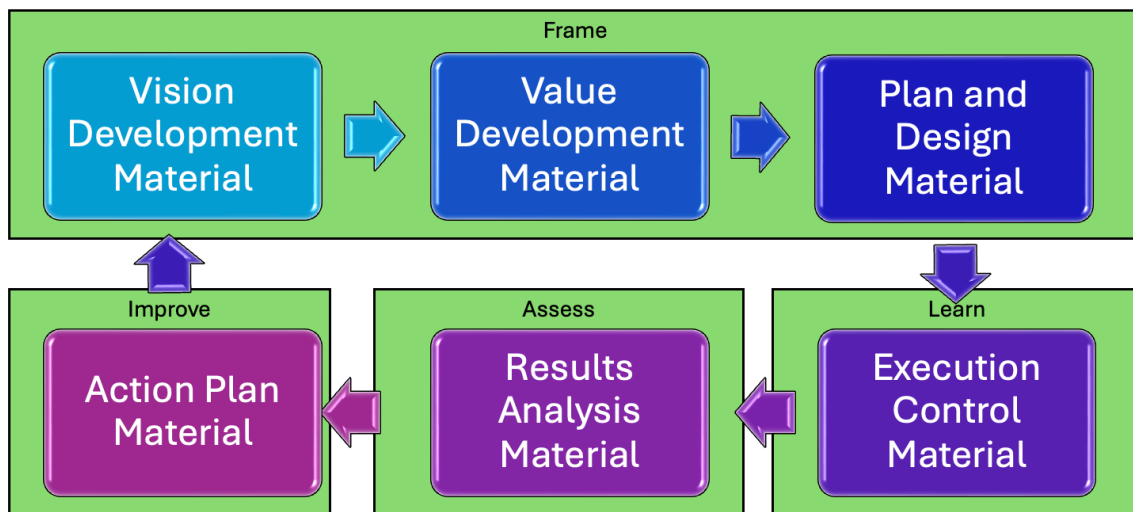 Frame
Vision
Development
Material
Value
Development
Material
Plan and
Design
Material
Improve
Action Plan
Material
Assess
Results
Analysis
Material
Learn
Execution
Control
Material